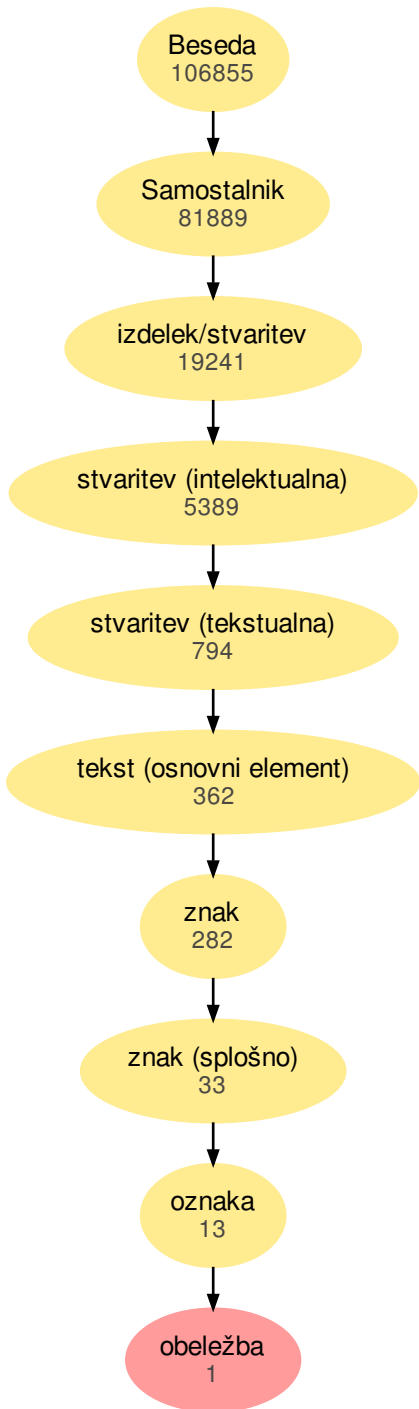 Beseda
106855
Samostalnik
81889
izdelek/stvaritev
19241
stvaritev (intelektualna)
5389
stvaritev (tekstualna)
794
tekst (osnovni element)
362
znak
282
znak (splošno)
33
oznaka
13
obeležba
1